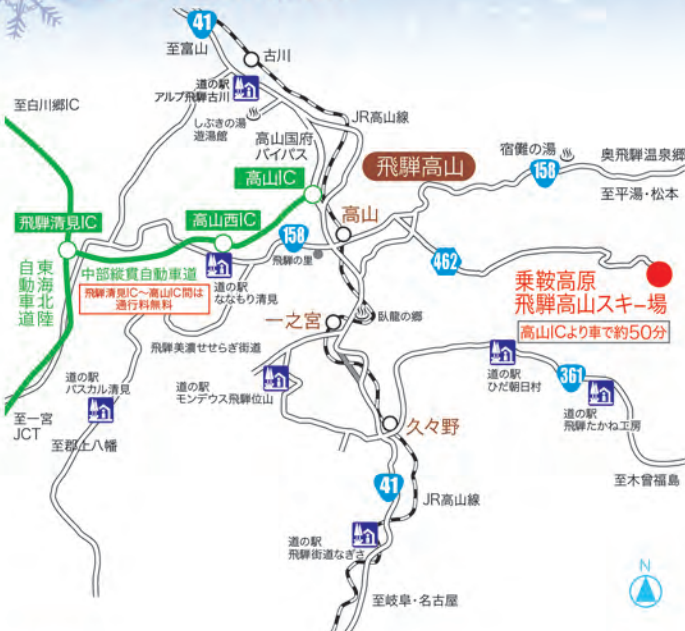 41
至富山
古川
道の駅
アルプ飛騨古川
至白川郷IC
しぶきの湯
遊湯館
JR高山線
高山国府
バイパス
飛騨高山
宿儺の湯
奥飛騨温泉郷
158
至平湯・松本
高山IC
飛騨清見IC
高山西IC
高山
158
飛騨の里
462
東海北陸
自動車道
中部縦貫自動車道
飛騨清見IC〜高山IC間は
通行料無料
道の駅
ななもり清見
乗鞍高原
飛騨高山スキー場
高山ICより車で約50分
一之宮
臥龍の郷
飛騨美濃せせらぎ街道
道の駅
パスカル清見
道の駅
モンデウス飛騨位山
道の駅
ひだ朝日村
361
道の駅
飛騨たかね工房
至一宮
JCT
至郡上八幡
久々野
至木曾福島
41
JR高山線
道の駅
飛騨街道なぎさ
至岐阜・名古屋
N